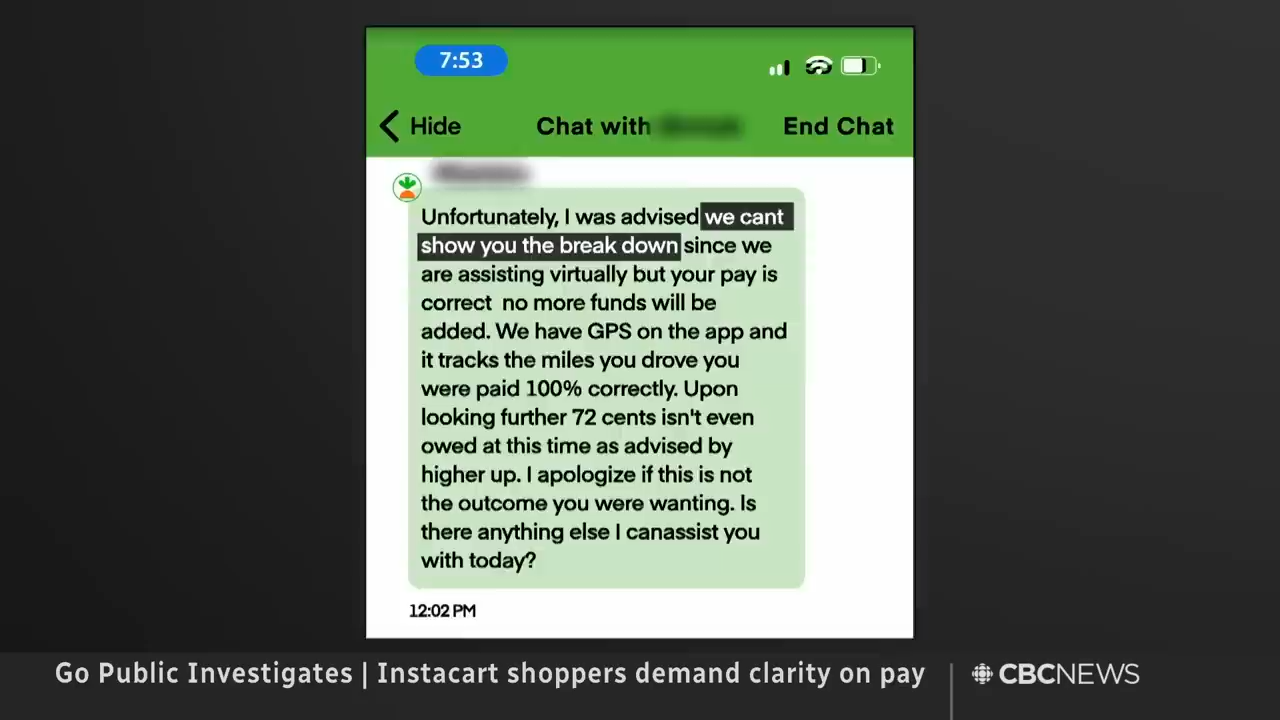 7:53
Hide
Chat with
End Chat
Unfortunately, I was advised we cant
show you the break down since we
are assisting virtually but your pay is
correct  no more funds will be
added. We have GPS on the app and
it tracks the miles you drove you
were paid 100% correctly. Upon
looking further 72 cents isn't even
owed at this time as advised by
higher up. I apologize if this is not
the outcome you were wanting. Is
there anything else I canassist you
with today?
12:02 PM
Go Public Investigates | Instacart shoppers demand clarity on pay
CBCNEWS